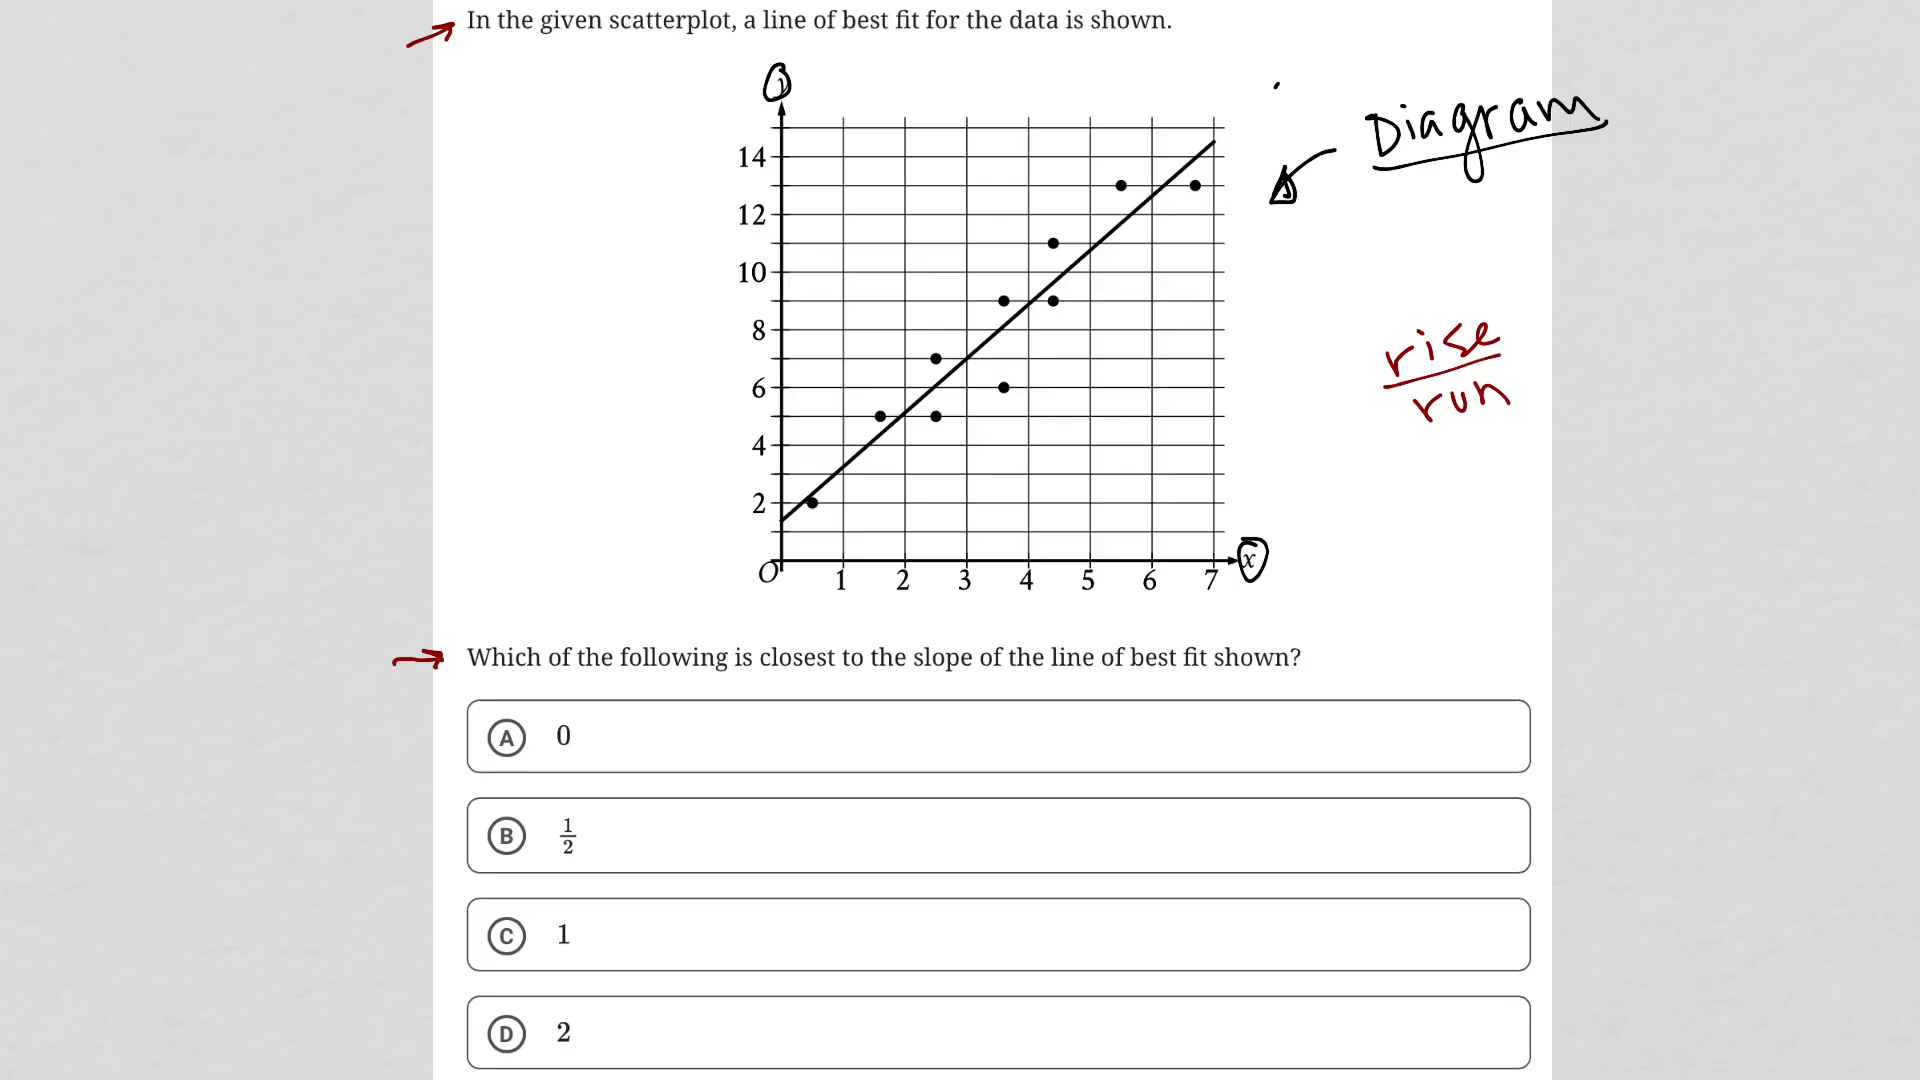 In the given scatterplot, a line of best fit for the data is shown.
y
Diagram
14
12
10
8
6
4
2
rise
run
O
1 2 3 4 5 6 7 x
Which of the following is closest to the slope of the line of best fit shown?
A 0
B 1/2
C 1
D 2